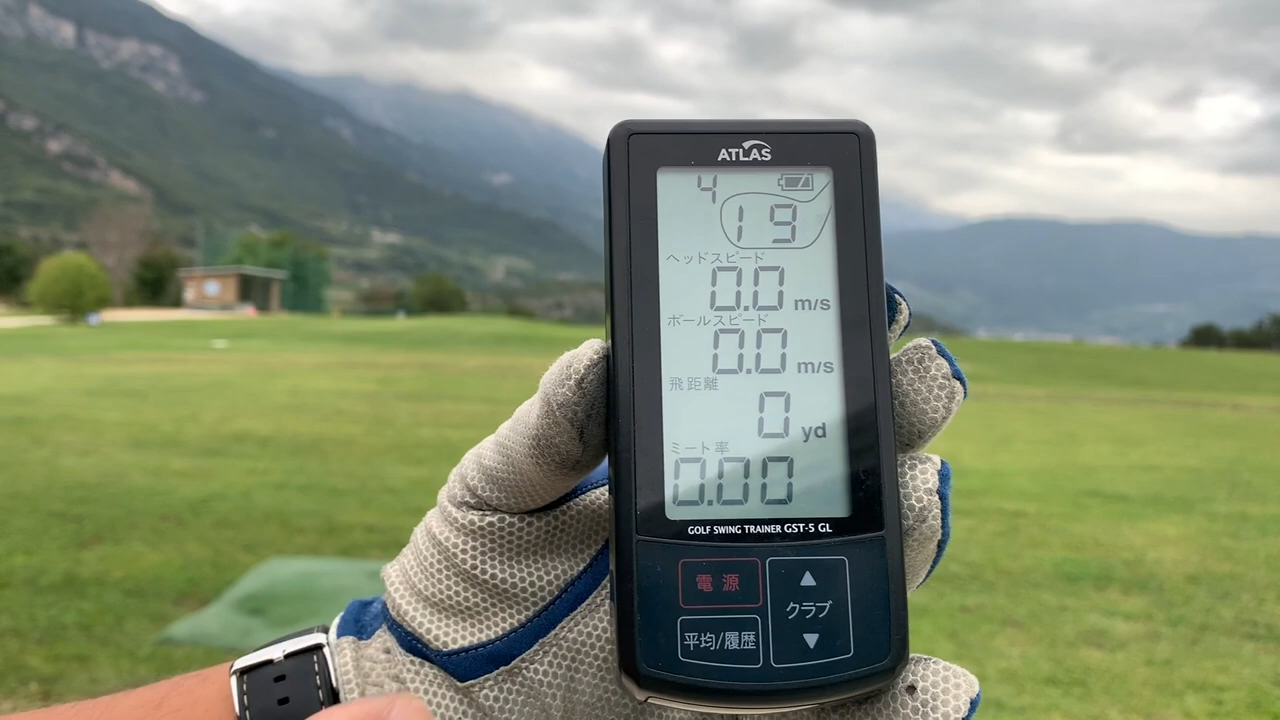 ATLAS
4
19
ヘッドスピード
0.0 m/s
ボールスピード
0.0 m/s
飛距離
0 yd
ミート率
0.00
GOLF SWING TRAINER GST-5 GL
電源
▲
クラブ
▼
平均/履歴